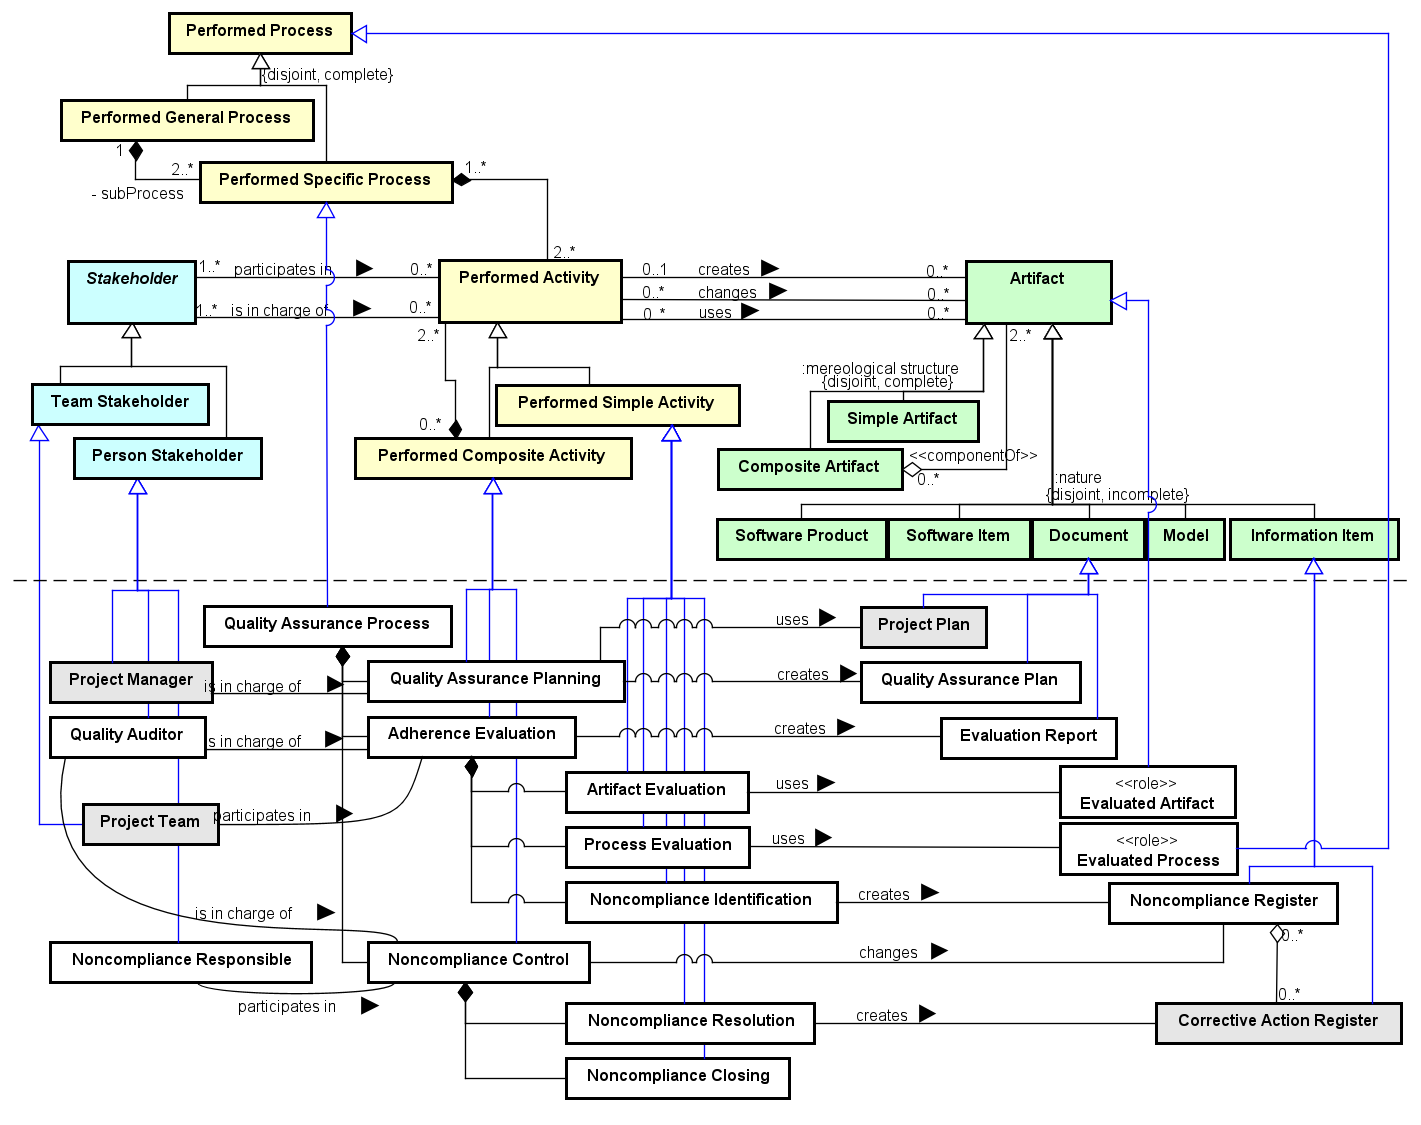 Performed Process
{disjoint, complete}
Performed General Process
1
2..*
- subProcess
Performed Specific Process
1..*
2..*
Stakeholder
1..*
participates in
0..*
1..*
is in charge of
0..*
Performed Activity
0..1
creates
0..*
0..*
changes
0..*
0..*
uses
0..*
Artifact
2..*
2..*
:mereological structure
{disjoint, complete}
Team Stakeholder
Performed Simple Activity
Simple Artifact
0..*
Person Stakeholder
Performed Composite Activity
Composite Artifact
<<componentOf>>
0..*
:nature
{disjoint, incomplete}
Software Product
Software Item
Document
Model
Information Item
Quality Assurance Process
uses
Project Plan
Project Manager
is in charge of
Quality Assurance Planning
creates
Quality Assurance Plan
Quality Auditor
is in charge of
Adherence Evaluation
creates
Evaluation Report
Artifact Evaluation
uses
<<role>>
Evaluated Artifact
Project Team
participates in
Process Evaluation
uses
<<role>>
Evaluated Process
Noncompliance Identification
creates
Noncompliance Register
is in charge of
0..*
Noncompliance Responsible
Noncompliance Control
changes
participates in
0..*
Noncompliance Resolution
creates
Corrective Action Register
Noncompliance Closing